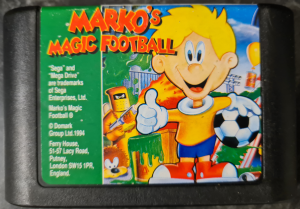 MARKO'S
MAGIC FOOTBALL
"Sega" and
"Mega Drive"
are trademarks
of Sega
Enterprises, Ltd.
Marko's Magic
Football ®
© Domark
Group Ltd 1994
Ferry House,
51-57 Lacy Road,
Putney,
London SW15 1PR,
England.